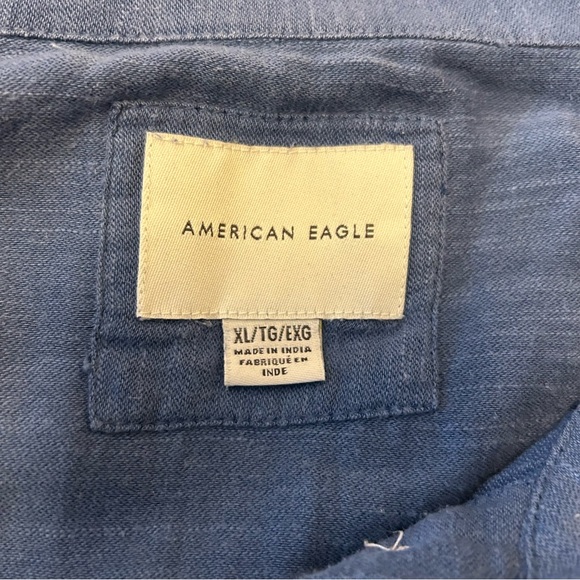 AMERICAN EAGLE
XL/TG/EXG
MADE IN INDIA
FABRIQUÉ EN
INDE